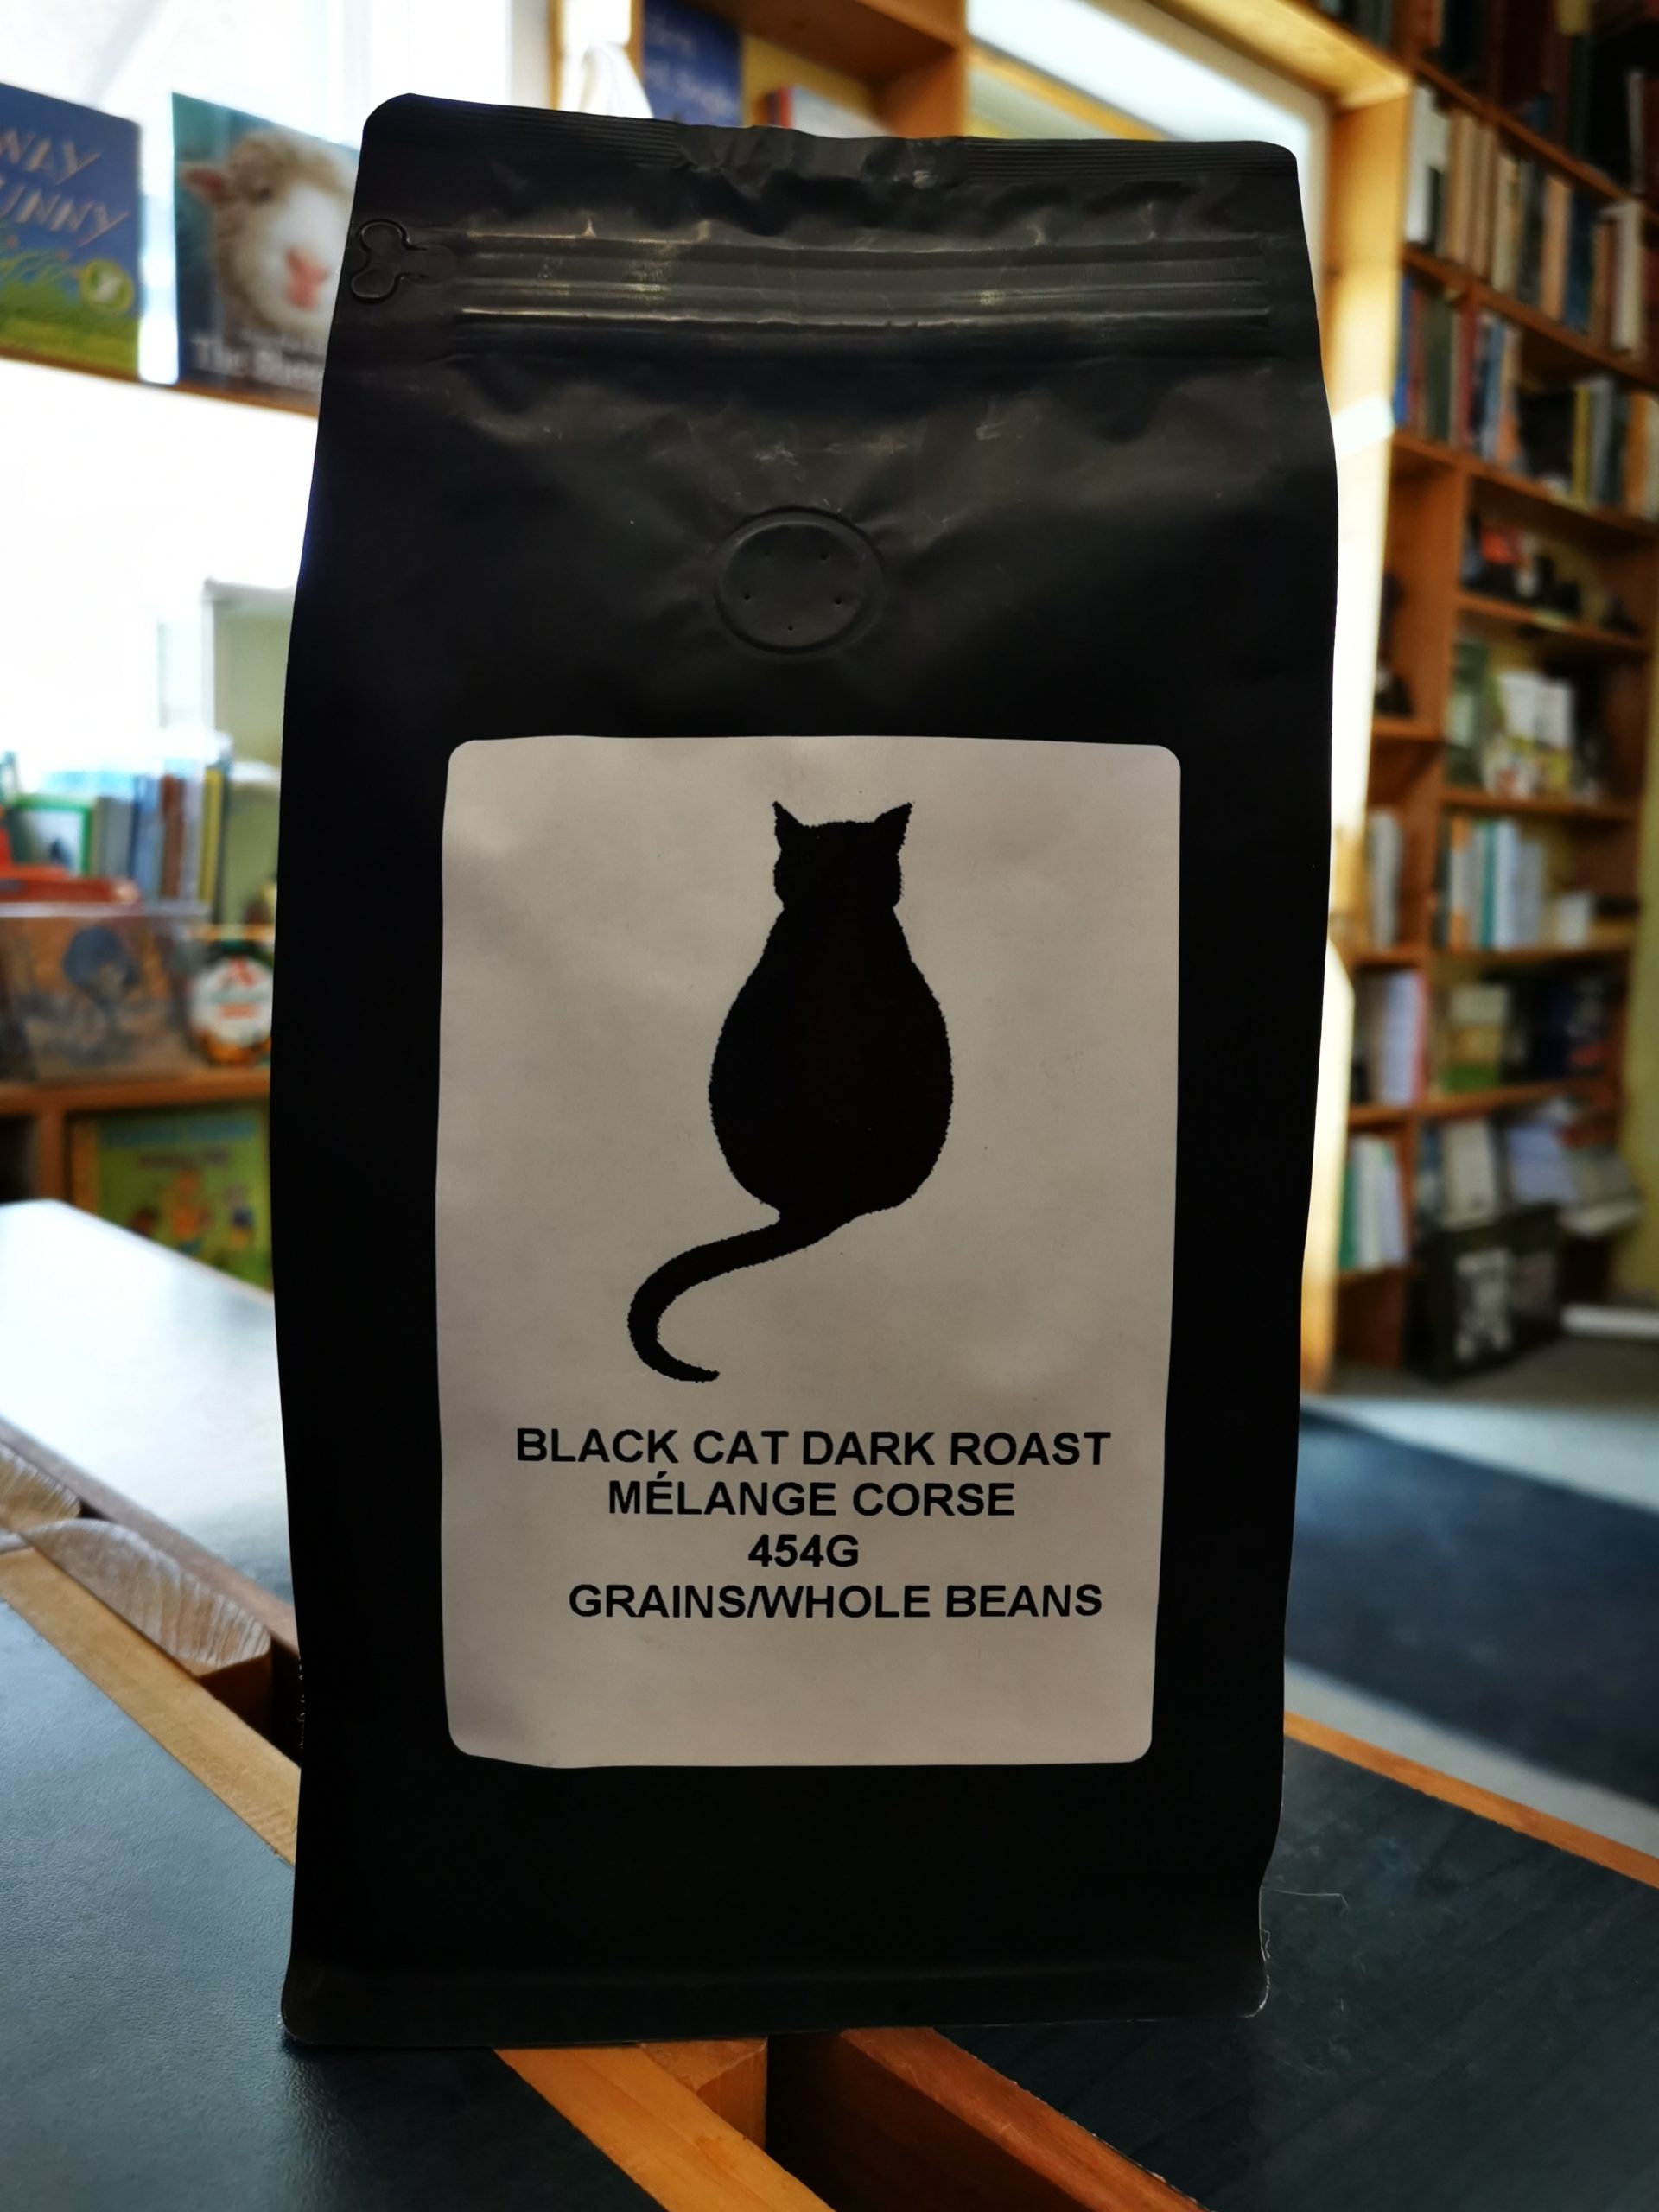 BLACK CAT DARK ROAST
MÉLANGE CORSE
454G
GRAINS/WHOLE BEANS